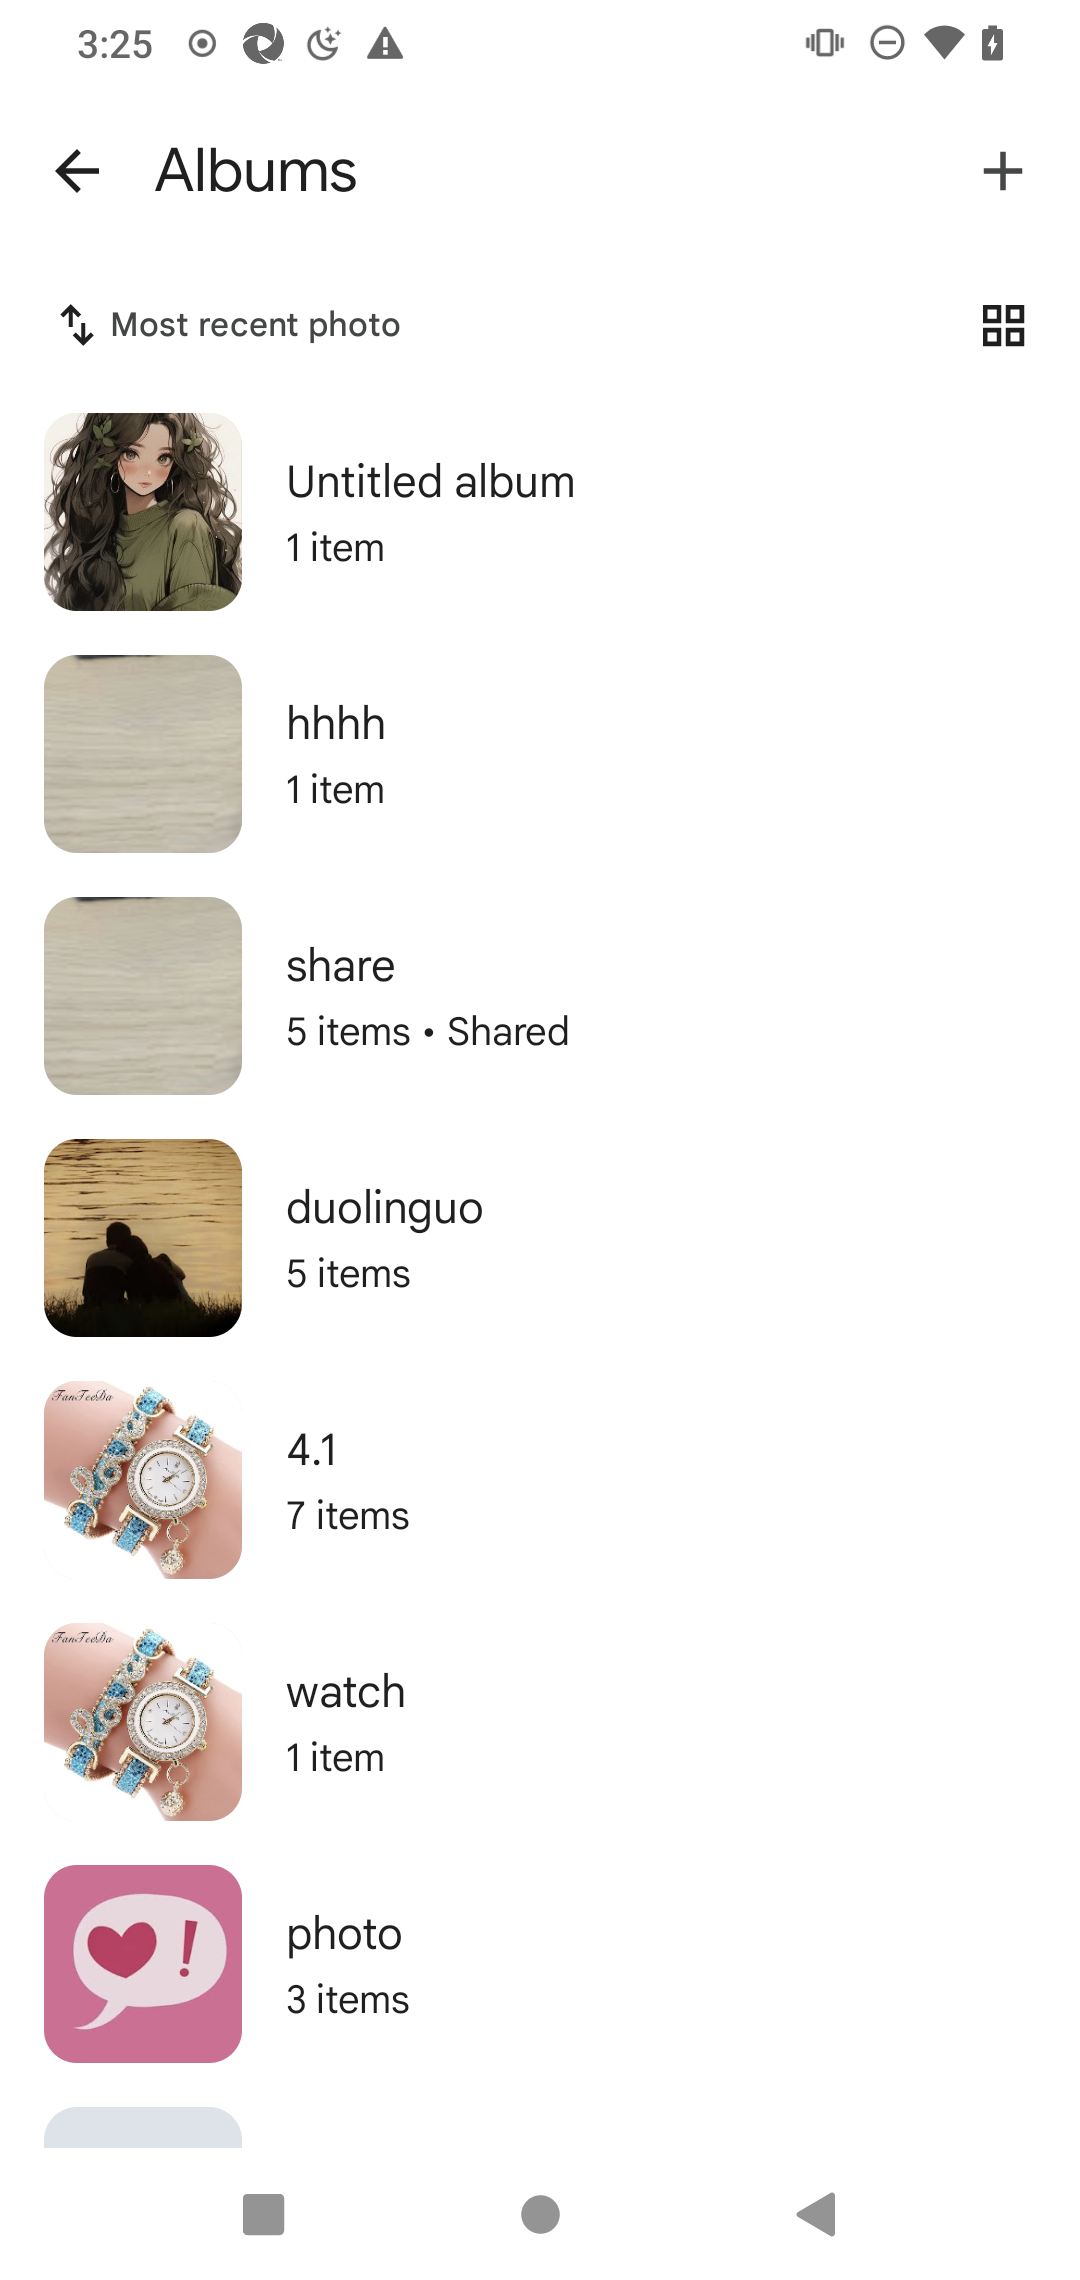 3:25
Albums
Most recent photo
Untitled album
1 item
hhhh
1 item
share
5 items • Shared
duolinguo
5 items
FanTeeDa
4.1
7 items
FanTeeDa
watch
1 item
!
photo
3 items